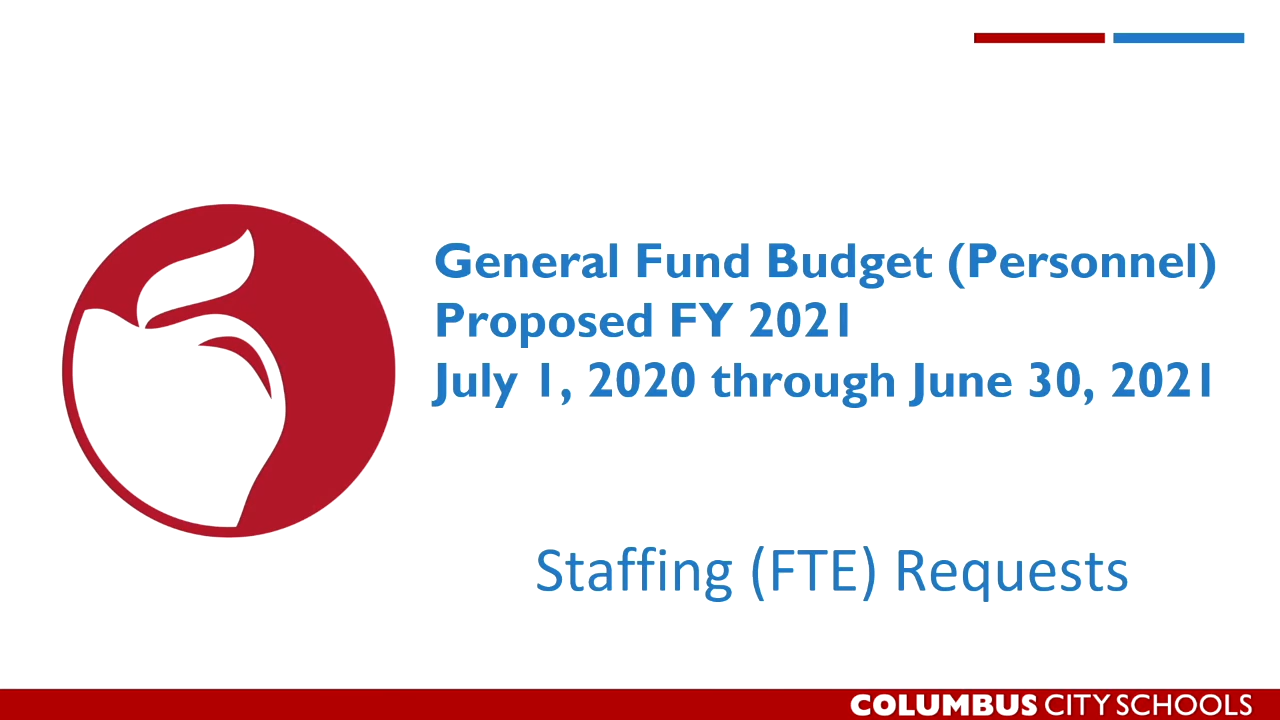 General Fund Budget (Personnel)
Proposed FY 2021
July 1, 2020 through June 30, 2021
Staffing (FTE) Requests
COLUMBUS CITY SCHOOLS